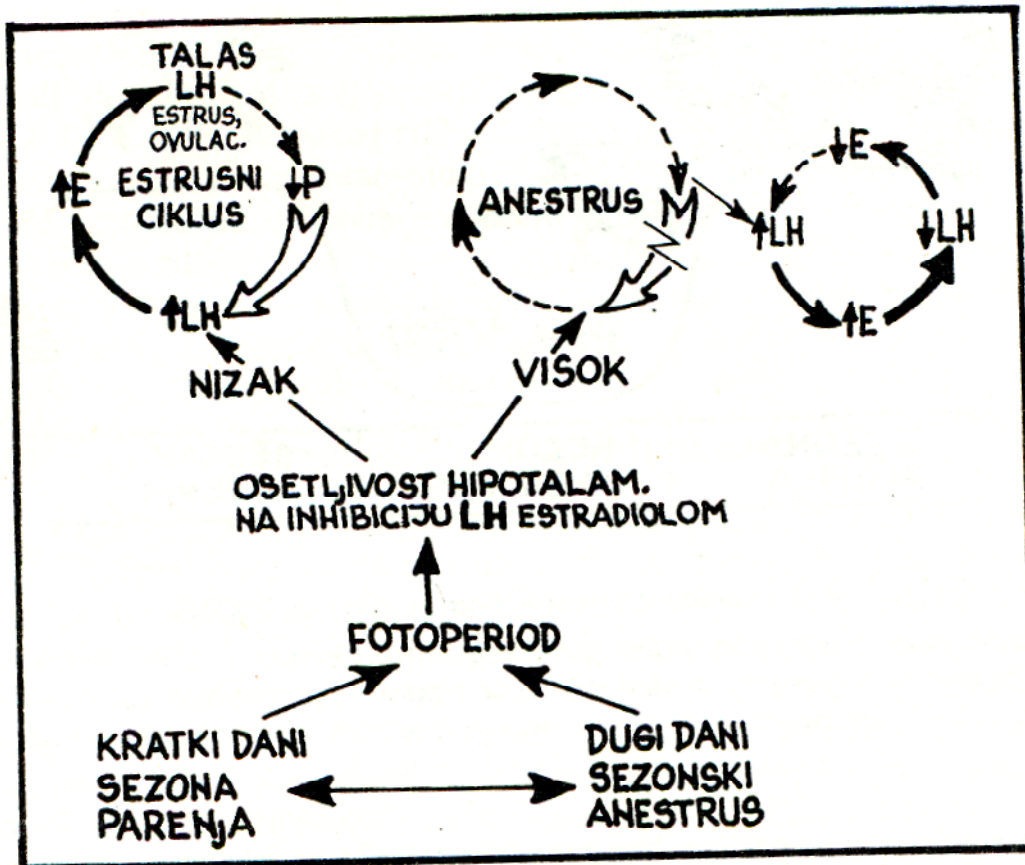 TALAS
LH
ESTRUS,
OVULAC.
↑E
ESTRUSNI
CIKLUS
↓P
↑LH
ANESTRUS
↓E
↑LH
↓LH
↑E
NIZAK
VISOK
OSETLjIVOST HIPOTALAM.
NA INHIBICIJU LH ESTRADIOLOM
FOTOPERIOD
KRATKI DANI
SEZONA
PARENjA
DUGI DANI
SEZONSKI
ANESTRUS